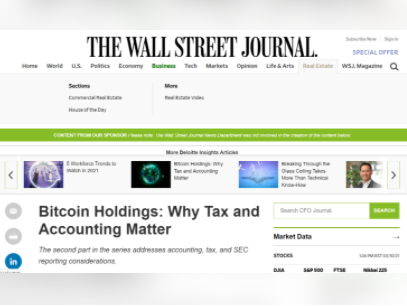 THE WALL STREET JOURNAL.
Subscribe Now | Sign In
SPECIAL OFFER
Home World U.S. Politics Economy Business Tech Markets Opinion Life & Arts Real Estate WSJ. Magazine
Sections More
Commercial Real Estate Real Estate Video
House of the Day
CONTENT FROM OUR SPONSOR Please note: The Wall Street Journal News Department was not involved in the creation of the content below.
More Deloitte Insights Articles
Workforce Trends to
Watch in 2021
Bitcoin Holdings: Why
Tax and Accounting
Matter
Breaking Through the
Glass Ceiling Takes
More Than Technical
Know-How
Bitcoin Holdings: Why Tax and
Accounting Matter
The second part in the series addresses accounting, tax, and SEC
reporting considerations.
in
Search CFO Journal. SEARCH
Market Data
STOCKS
DJIA S&P 500 FTSE Nikkei 225